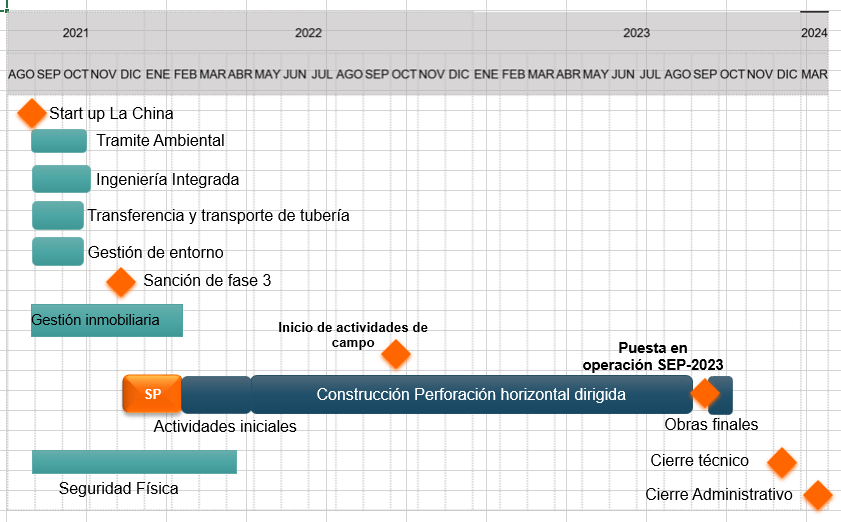 2021 2022 2023 2024
AGO SEP OCT NOV DIC ENE FEB MAR ABR MAY JUN JUL AGO SEP OCT NOV DIC ENE FEB MAR ABR MAY JUN JUL AGO SEP OCT NOV DIC MAR
Start up La China
Tramite Ambiental
Ingeniería Integrada
Transferencia y transporte de tubería
Gestión de entorno
Sanción de fase 3
Gestión inmobiliaria
Inicio de actividades de
campo
Puesta en
operación SEP-2023
SP
Construcción Perforación horizontal dirigida
Actividades iniciales
Obras finales
Cierre técnico
Seguridad Física
Cierre Administrativo